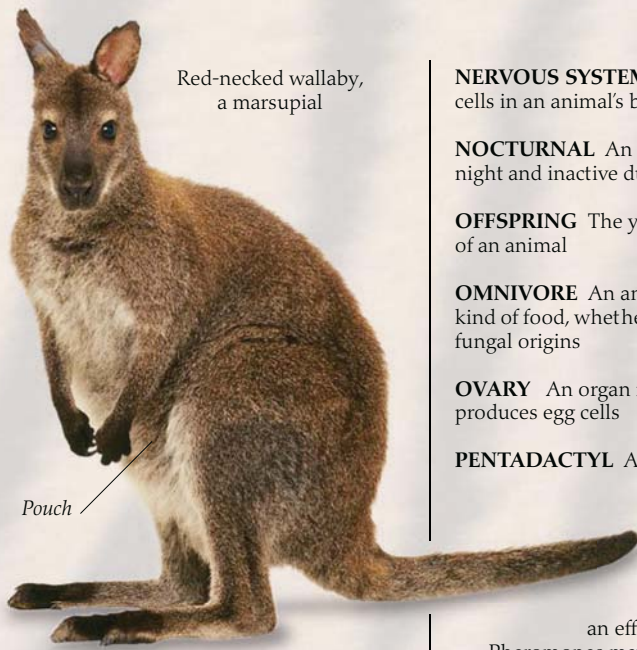 Red-necked wallaby,
a marsupial
Pouch
NERVOUS SYSTEM
cells in an animal's b
NOCTURNAL An
night and inactive du
OFFSPRING The y
of an animal
OMNIVORE An an
kind of food, whethe
fungal origins
OVARY An organ
produces egg cells
PENTADACTYL A
an eff